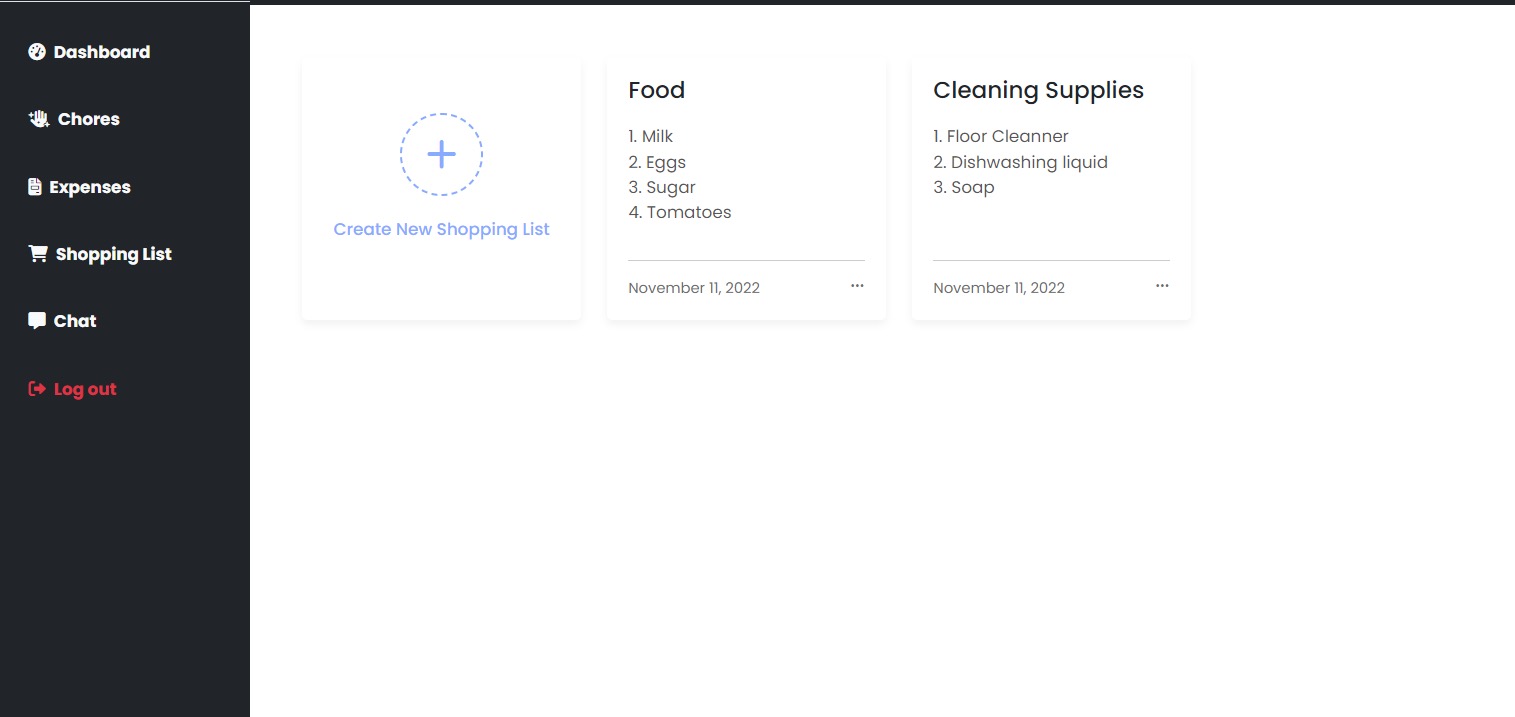 Dashboard
Chores
Expenses
Shopping List
Chat
Log out
Create New Shopping List
Food
1. Milk
2. Eggs
3. Sugar
4. Tomatoes
November 11, 2022
Cleaning Supplies
1. Floor Cleanner
2. Dishwashing liquid
3. Soap
November 11, 2022